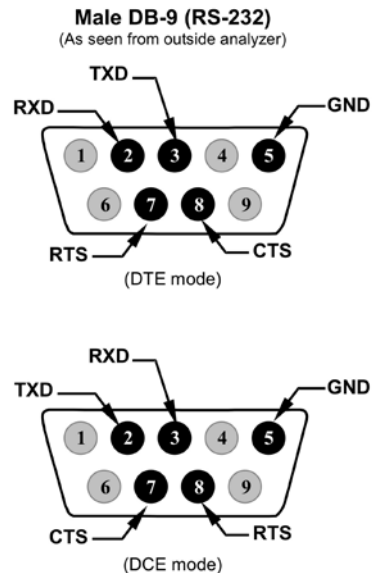 Male DB-9 (RS-232)
(As seen from outside analyzer)
TXD
RXD
GND
1 2 3 4 5
6 7 8 9
RTS
CTS
(DTE mode)
RXD
TXD
GND
1 2 3 4 5
6 7 8 9
CTS
RTS
(DCE mode)